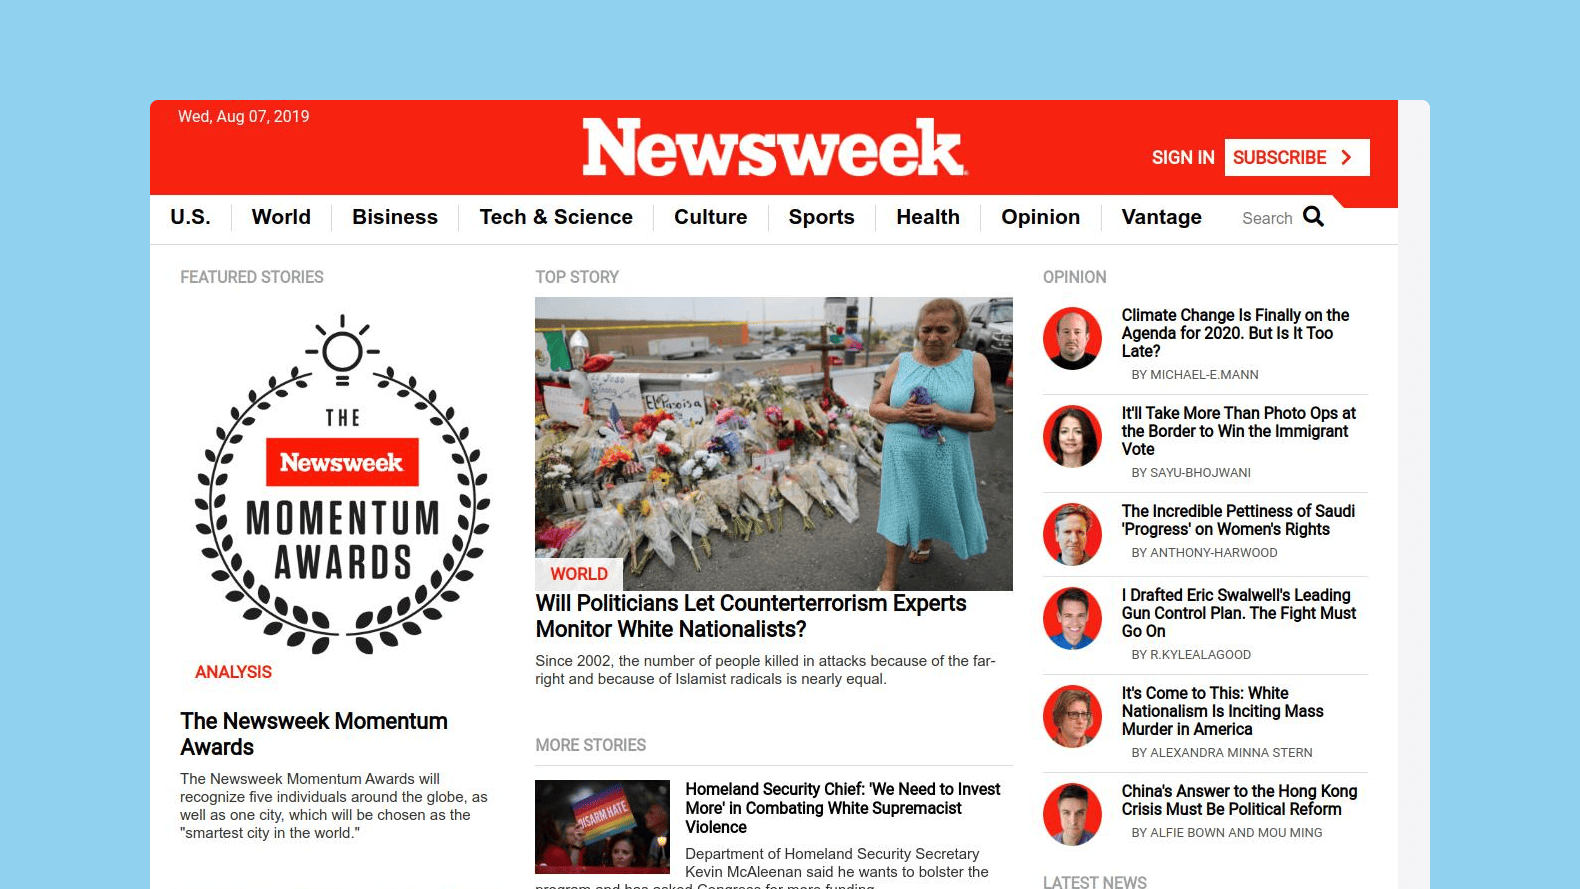 Wed, Aug 07, 2019
Newsweek
SIGN IN
SUBSCRIBE
U.S.
World
Bisiness
Tech & Science
Culture
Sports
Health
Opinion
Vantage
Search
FEATURED STORIES
THE
Newsweek
MOMENTUM
AWARDS
ANALYSIS
The Newsweek Momentum
Awards
The Newsweek Momentum Awards will
recognize five individuals around the globe, as
well as one city, which will be chosen as the
"smartest city in the world."
TOP STORY
El Paso
Strong
WORLD
Will Politicians Let Counterterrorism Experts
Monitor White Nationalists?
Since 2002, the number of people killed in attacks because of the far-
right and because of Islamist radicals is nearly equal.
MORE STORIES
DISARM HATE
Homeland Security Chief: 'We Need to Invest
More' in Combating White Supremacist
Violence
Department of Homeland Security Secretary
Kevin McAleenan said he wants to bolster the
program and has asked Congress for more funding.
OPINION
Climate Change Is Finally on the
Agenda for 2020. But Is It Too
Late?
BY MICHAEL-E.MANN
It'll Take More Than Photo Ops at
the Border to Win the Immigrant
Vote
BY SAYU-BHOJWANI
The Incredible Pettiness of Saudi
'Progress' on Women's Rights
BY ANTHONY-HARWOOD
I Drafted Eric Swalwell's Leading
Gun Control Plan. The Fight Must
Go On
BY R.KYLEALAGOOD
It's Come to This: White
Nationalism Is Inciting Mass
Murder in America
BY ALEXANDRA MINNA STERN
China's Answer to the Hong Kong
Crisis Must Be Political Reform
BY ALFIE BOWN AND MOU MING
LATEST NEWS